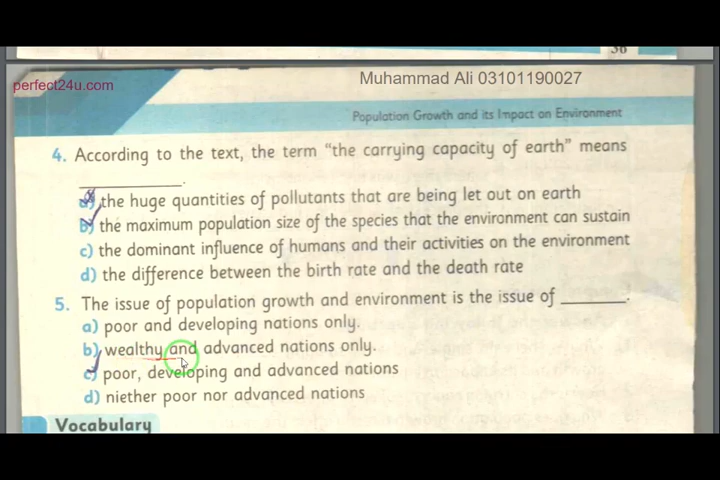 36
perfect24u.com
Muhammad Ali 03101190027
Population Growth and its Impact on Environment
4. According to the text, the term “the carrying capacity of earth” means
________.
a) the huge quantities of pollutants that are being let out on earth
b) the maximum population size of the species that the environment can sustain
c) the dominant influence of humans and their activities on the environment
d) the difference between the birth rate and the death rate
5. The issue of population growth and environment is the issue of ______.
a) poor and developing nations only.
b) wealthy and advanced nations only.
c) poor, developing and advanced nations
d) niether poor nor advanced nations
Vocabulary